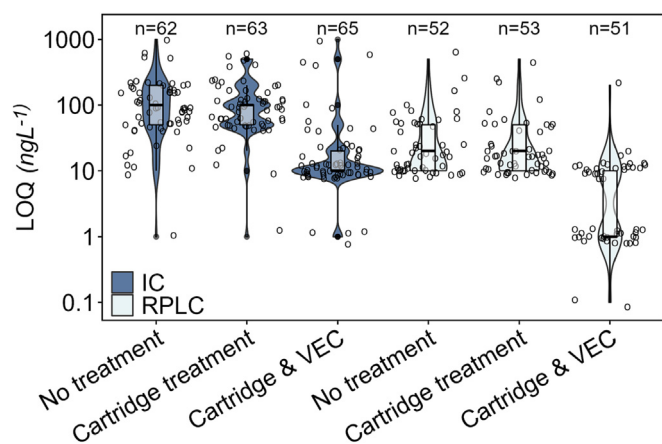 n=62 n=63 n=65 n=52 n=53 n=51
1000
100
10
1
0.1
LOQ (ngL⁻¹)
IC
RPLC
No treatment
Cartridge treatment
Cartridge & VEC
No treatment
Cartridge treatment
Cartridge & VEC